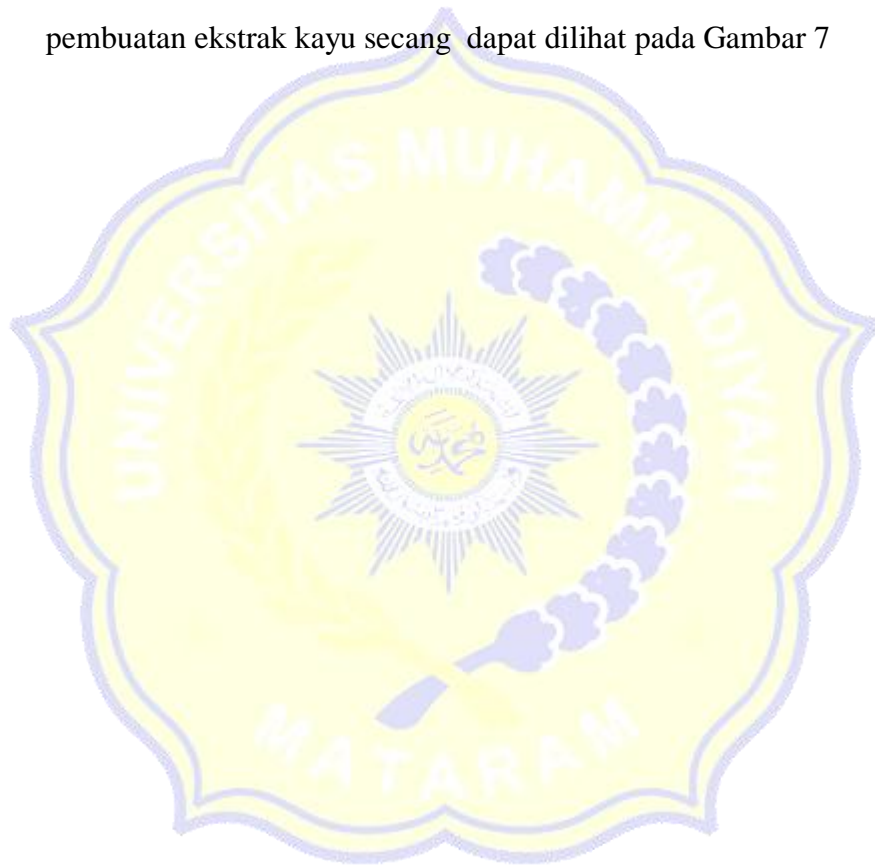 pembuatan ekstrak kayu secang dapat dilihat pada Gambar 7
UNIVERSITAS MUHAMMADIYAH
MATARAM